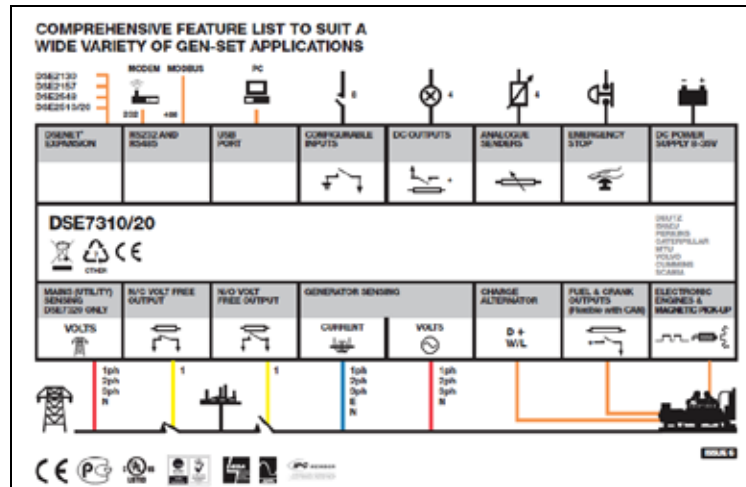 COMPREHENSIVE FEATURE LIST TO SUIT A
WIDE VARIETY OF GEN-SET APPLICATIONS
DSE2130
DSE2157
DSE2548
DSE2510/20
MODEM
MODBUS
PC
232
485
6
4
4
- +
DSENET
EXPANSION
RS232 AND
RS485
USB
PORT
CONFIGURABLE
INPUTS
DC OUTPUTS
ANALOGUE
SENDERS
EMERGENCY
STOP
DC POWER
SUPPLY 8-35V
DSE7310/20
OTHER
CE
DEUTZ
ISUZU
PERKINS
CATERPILLAR
MTU
VOLVO
CUMMINS
SCANIA
MAINS (UTILITY)
SENSING
DSE7320 ONLY
VOLTS
N/C VOLT FREE
OUTPUT
N/O VOLT
FREE OUTPUT
GENERATOR SENSING
CURRENT
VOLTS
CHARGE
ALTERNATOR
D +
W/L
FUEL & CRANK
OUTPUTS
(Flexible with CAN)
ELECTRONIC
ENGINES &
MAGNETIC PICK-UP
1ph
2ph
3ph
N
1
1
1ph
2ph
3ph
E
N
1ph
2ph
3ph
N
CE
UL
LISTED